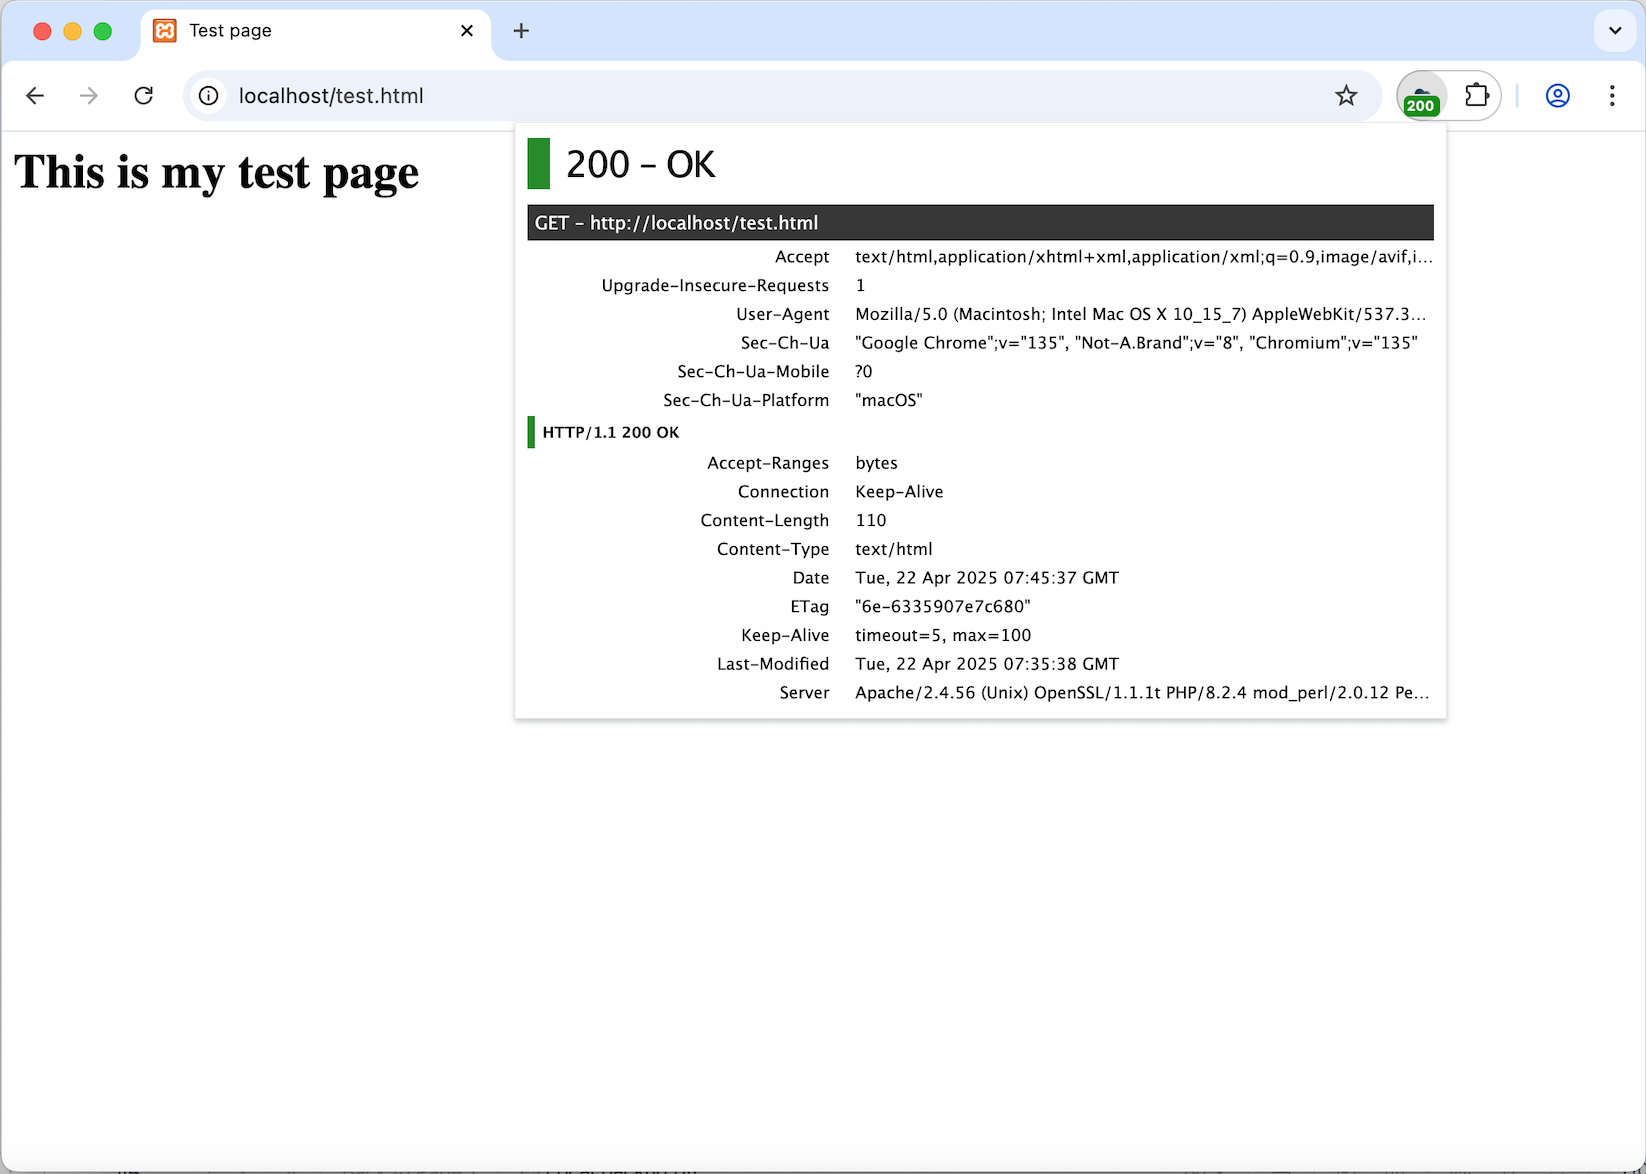 Test page
localhost/test.html
200
This is my test page
200 – OK
GET – http://localhost/test.html
Accept text/html,application/xhtml+xml,application/xml;q=0.9,image/avif,i...
Upgrade-Insecure-Requests 1
User-Agent Mozilla/5.0 (Macintosh; Intel Mac OS X 10_15_7) AppleWebKit/537.3...
Sec-Ch-Ua "Google Chrome";v="135", "Not-A.Brand";v="8", "Chromium";v="135"
Sec-Ch-Ua-Mobile ?0
Sec-Ch-Ua-Platform "macOS"
HTTP/1.1 200 OK
Accept-Ranges bytes
Connection Keep-Alive
Content-Length 110
Content-Type text/html
Date Tue, 22 Apr 2025 07:45:37 GMT
ETag "6e-6335907e7c680"
Keep-Alive timeout=5, max=100
Last-Modified Tue, 22 Apr 2025 07:35:38 GMT
Server Apache/2.4.56 (Unix) OpenSSL/1.1.1t PHP/8.2.4 mod_perl/2.0.12 Pe...